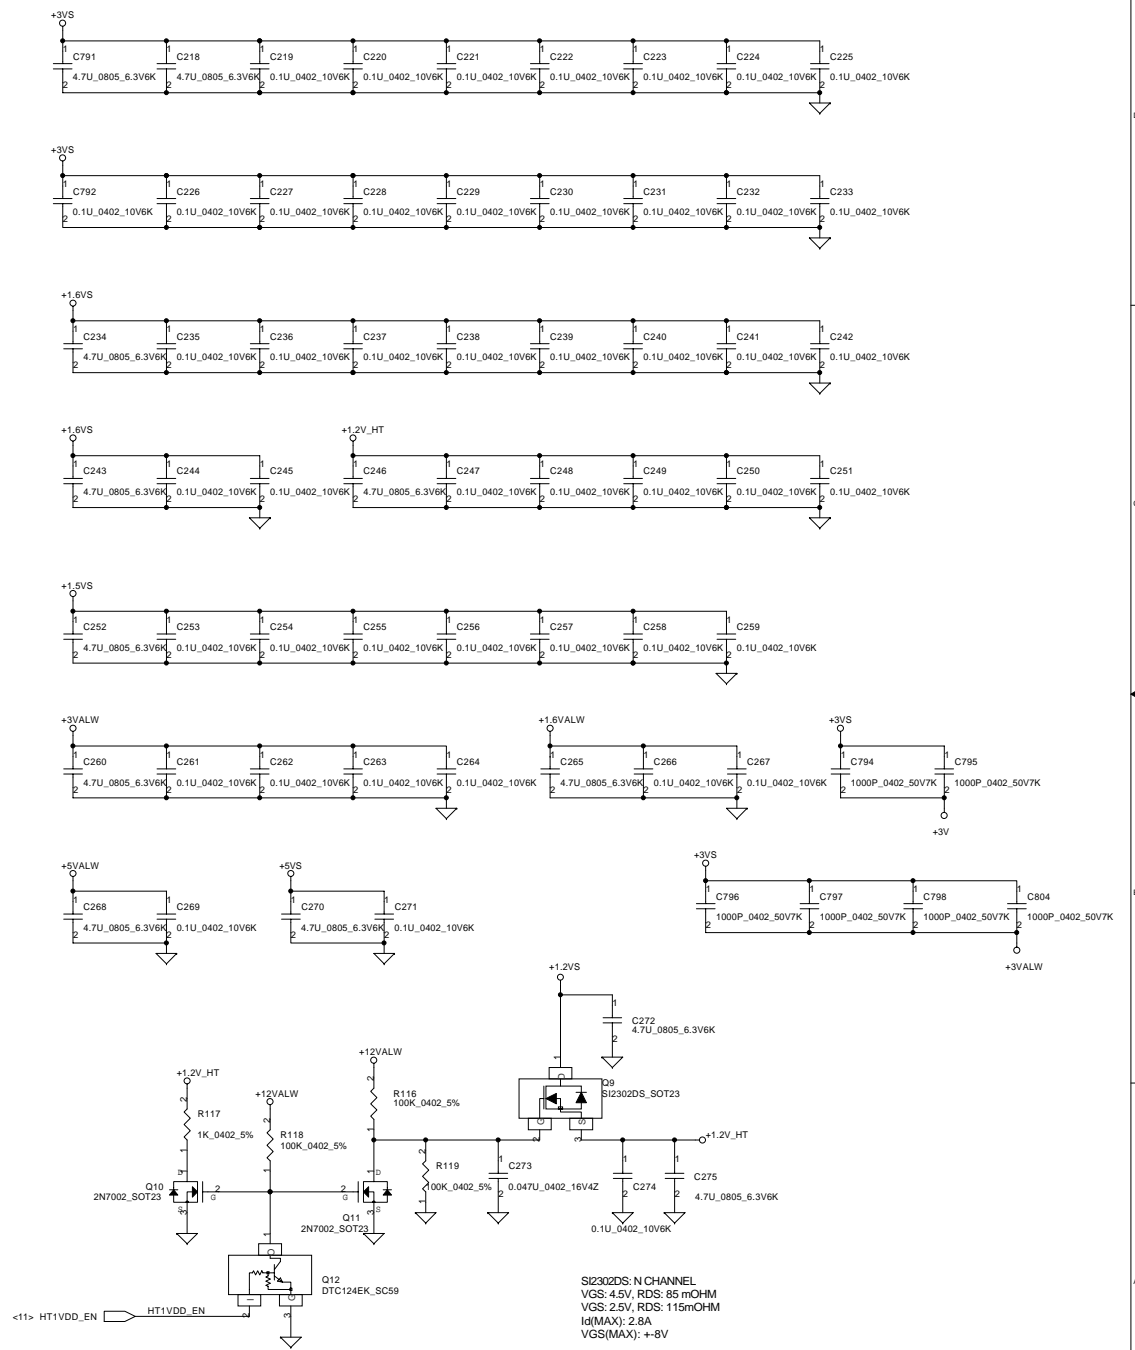 +3VS
C791 C218 C219 C220 C221 C222 C223 C224 C225
4.7U_0805_6.3V6K 4.7U_0805_6.3V6K 0.1U_0402_10V6K 0.1U_0402_10V6K 0.1U_0402_10V6K 0.1U_0402_10V6K 0.1U_0402_10V6K 0.1U_0402_10V6K 0.1U_0402_10V6K
+3VS
C792 C226 C227 C228 C229 C230 C231 C232 C233
0.1U_0402_10V6K 0.1U_0402_10V6K 0.1U_0402_10V6K 0.1U_0402_10V6K 0.1U_0402_10V6K 0.1U_0402_10V6K 0.1U_0402_10V6K 0.1U_0402_10V6K 0.1U_0402_10V6K
+1.6VS
C234 C235 C236 C237 C238 C239 C240 C241 C242
4.7U_0805_6.3V6K 0.1U_0402_10V6K 0.1U_0402_10V6K 0.1U_0402_10V6K 0.1U_0402_10V6K 0.1U_0402_10V6K 0.1U_0402_10V6K 0.1U_0402_10V6K 0.1U_0402_10V6K
+1.6VS +1.2V_HT
C243 C244 C245 C246 C247 C248 C249 C250 C251
4.7U_0805_6.3V6K 0.1U_0402_10V6K 0.1U_0402_10V6K 4.7U_0805_6.3V6K 0.1U_0402_10V6K 0.1U_0402_10V6K 0.1U_0402_10V6K 0.1U_0402_10V6K 0.1U_0402_10V6K
+1.5VS
C252 C253 C254 C255 C256 C257 C258 C259
4.7U_0805_6.3V6K 0.1U_0402_10V6K 0.1U_0402_10V6K 0.1U_0402_10V6K 0.1U_0402_10V6K 0.1U_0402_10V6K 0.1U_0402_10V6K 0.1U_0402_10V6K
+3VALW +1.6VALW +3VS
C260 C261 C262 C263 C264 C265 C266 C267 C794 C795
4.7U_0805_6.3V6K 0.1U_0402_10V6K 0.1U_0402_10V6K 0.1U_0402_10V6K 0.1U_0402_10V6K 4.7U_0805_6.3V6K 0.1U_0402_10V6K 0.1U_0402_10V6K 1000P_0402_50V7K 1000P_0402_50V7K
+3V
+5VALW +5VS +3VS
C268 C269 C270 C271 C796 C797 C798 C804
4.7U_0805_6.3V6K 0.1U_0402_10V6K 4.7U_0805_6.3V6K 0.1U_0402_10V6K 1000P_0402_50V7K 1000P_0402_50V7K 1000P_0402_50V7K 1000P_0402_50V7K
+3VALW
+1.2VS
C272
4.7U_0805_6.3V6K
+12VALW
+1.2V_HT
+12VALW
Q9
SI2302DS_SOT23
R116
100K_0402_5%
R117
1K_0402_5%
R118
100K_0402_5%
+1.2V_HT
R119
100K_0402_5%
C273
0.047U_0402_16V4Z
C274
0.1U_0402_10V6K
C275
4.7U_0805_6.3V6K
Q10
2N7002_SOT23
Q11
2N7002_SOT23
Q12
DTC124EK_SC59
<11> HT1VDD_EN HT1VDD_EN
SI2302DS: N CHANNEL
VGS: 4.5V, RDS: 85 mOHM
VGS: 2.5V, RDS: 115mOHM
Id(MAX): 2.8A
VGS(MAX): +-8V